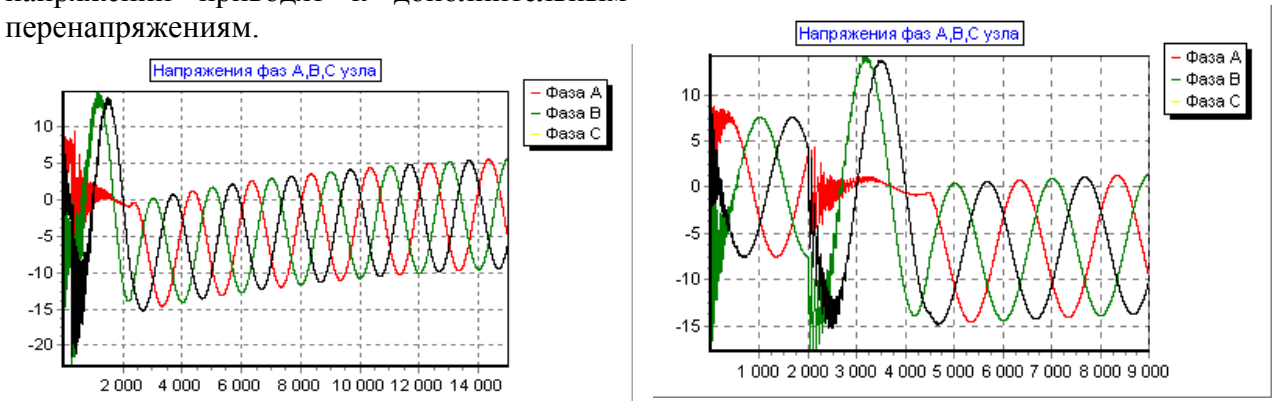 напряжении приводят к дополнительным
перенапряжениям.
Напряжения фаз А,В,С узла
Фаза А
Фаза В
Фаза С
10
5
0
-5
-10
-15
-20
2 000 4 000 6 000 8 000 10 000 12 000 14 000
Напряжения фаз А,В,С узла
Фаза А
Фаза В
Фаза С
10
5
0
-5
-10
-15
1 000 2 000 3 000 4 000 5 000 6 000 7 000 8 000 9 000